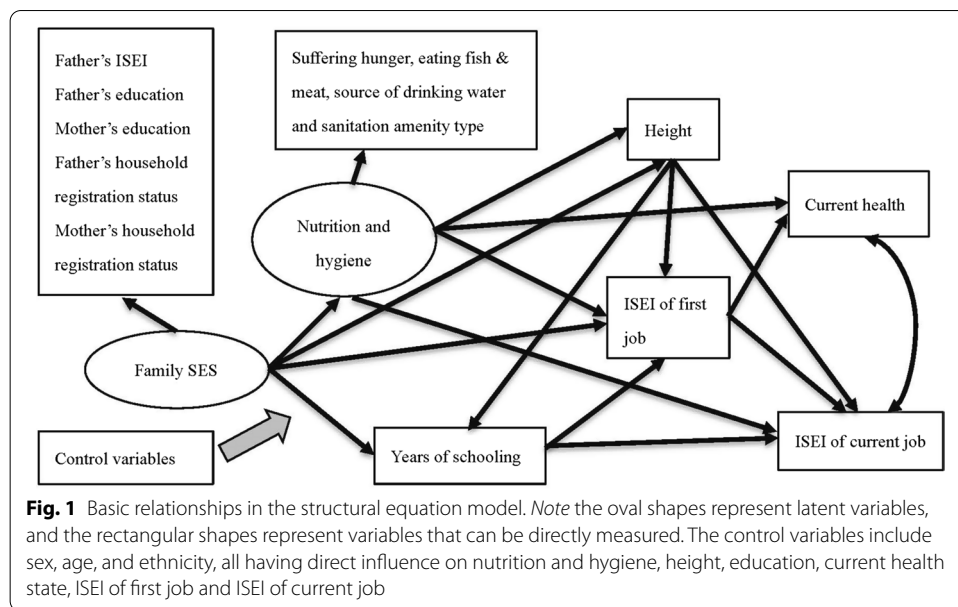 Father's ISEI
Father's education
Mother's education
Father's household
registration status
Mother's household
registration status
Suffering hunger, eating fish &
meat, source of drinking water
and sanitation amenity type
Height
Current health
Nutrition and
hygiene
ISEI of first
job
Family SES
Control variables
Years of schooling
ISEI of current job
Fig. 1 Basic relationships in the structural equation model. Note the oval shapes represent latent variables,
and the rectangular shapes represent variables that can be directly measured. The control variables include
sex, age, and ethnicity, all having direct influence on nutrition and hygiene, height, education, current health
state, ISEI of first job and ISEI of current job